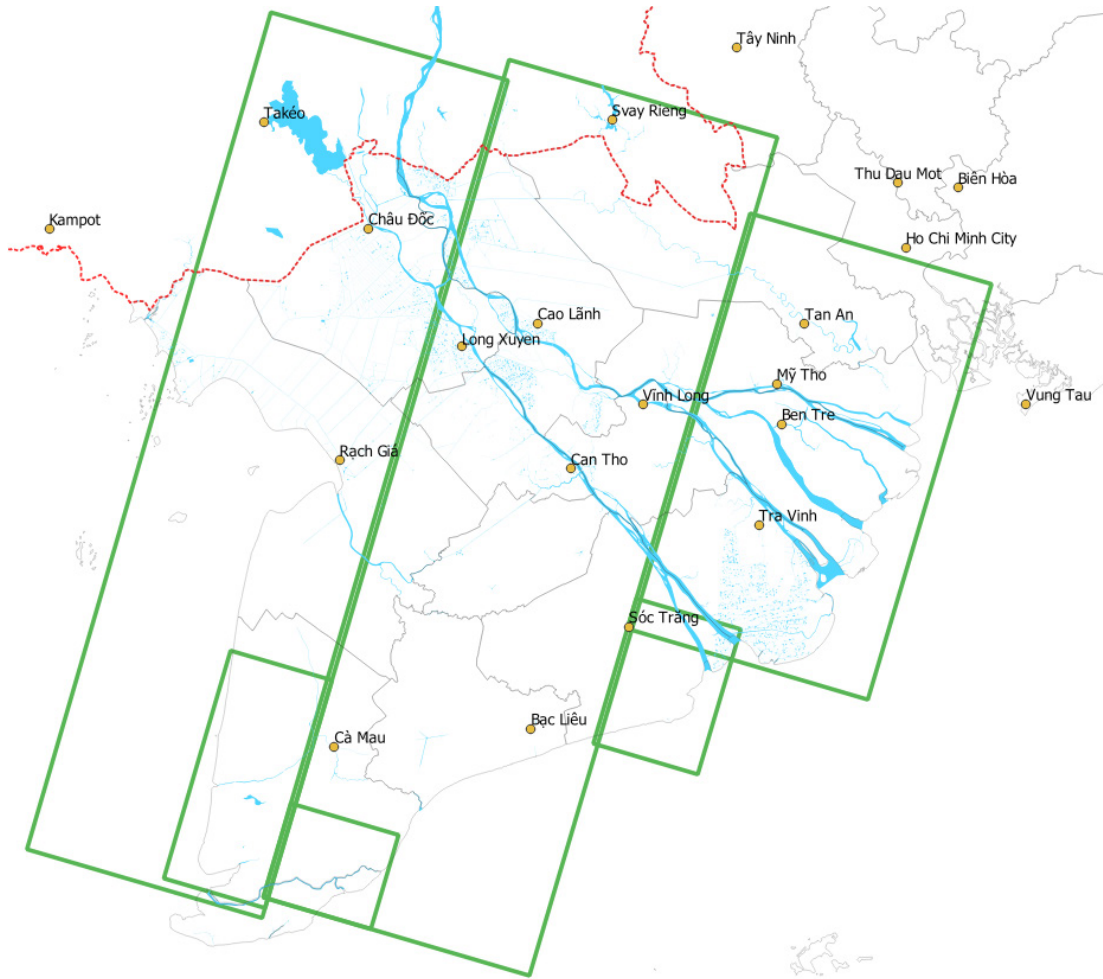 Tây Ninh
Takéo
Svay Rieng
Thu Dau Mot
Biên Hòa
Kampot
Châu Đốc
Ho Chi Minh City
Cao Lãnh
Tan An
Long Xuyen
Mỹ Tho
Vĩnh Long
Vung Tau
Ben Tre
Rạch Giá
Can Tho
Tra Vinh
Sóc Trăng
Bạc Liêu
Cà Mau